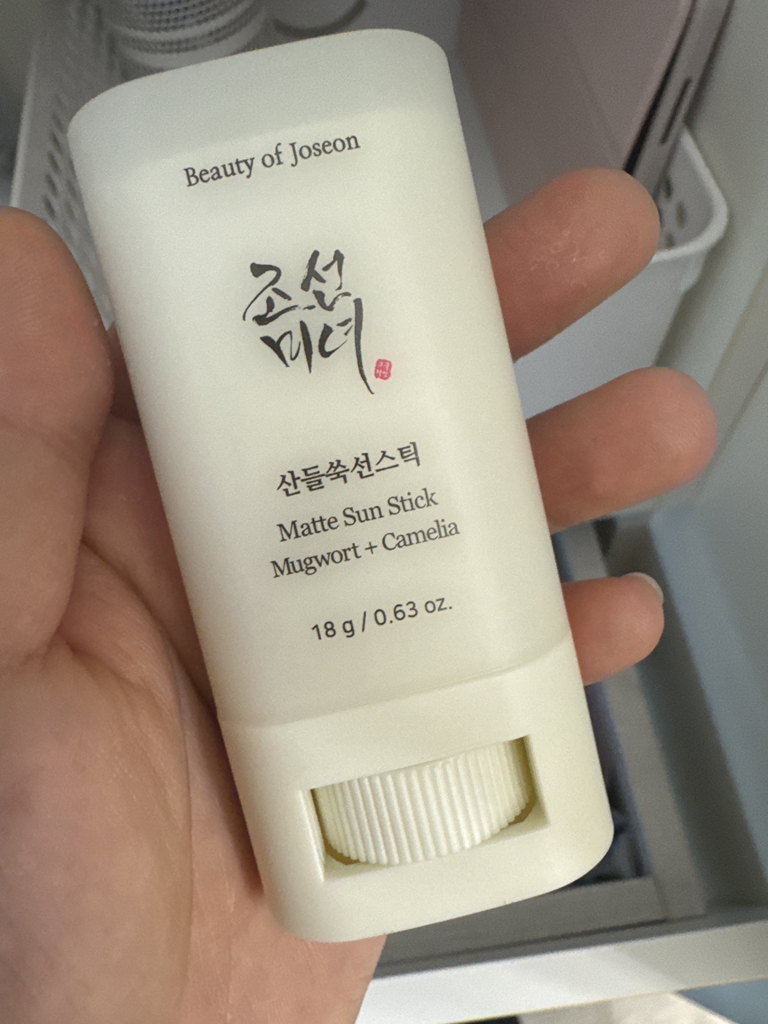 Beauty of Joseon
조선
미녀
산들쑥선스틱
Matte Sun Stick
Mugwort + Camelia
18 g / 0.63 oz.